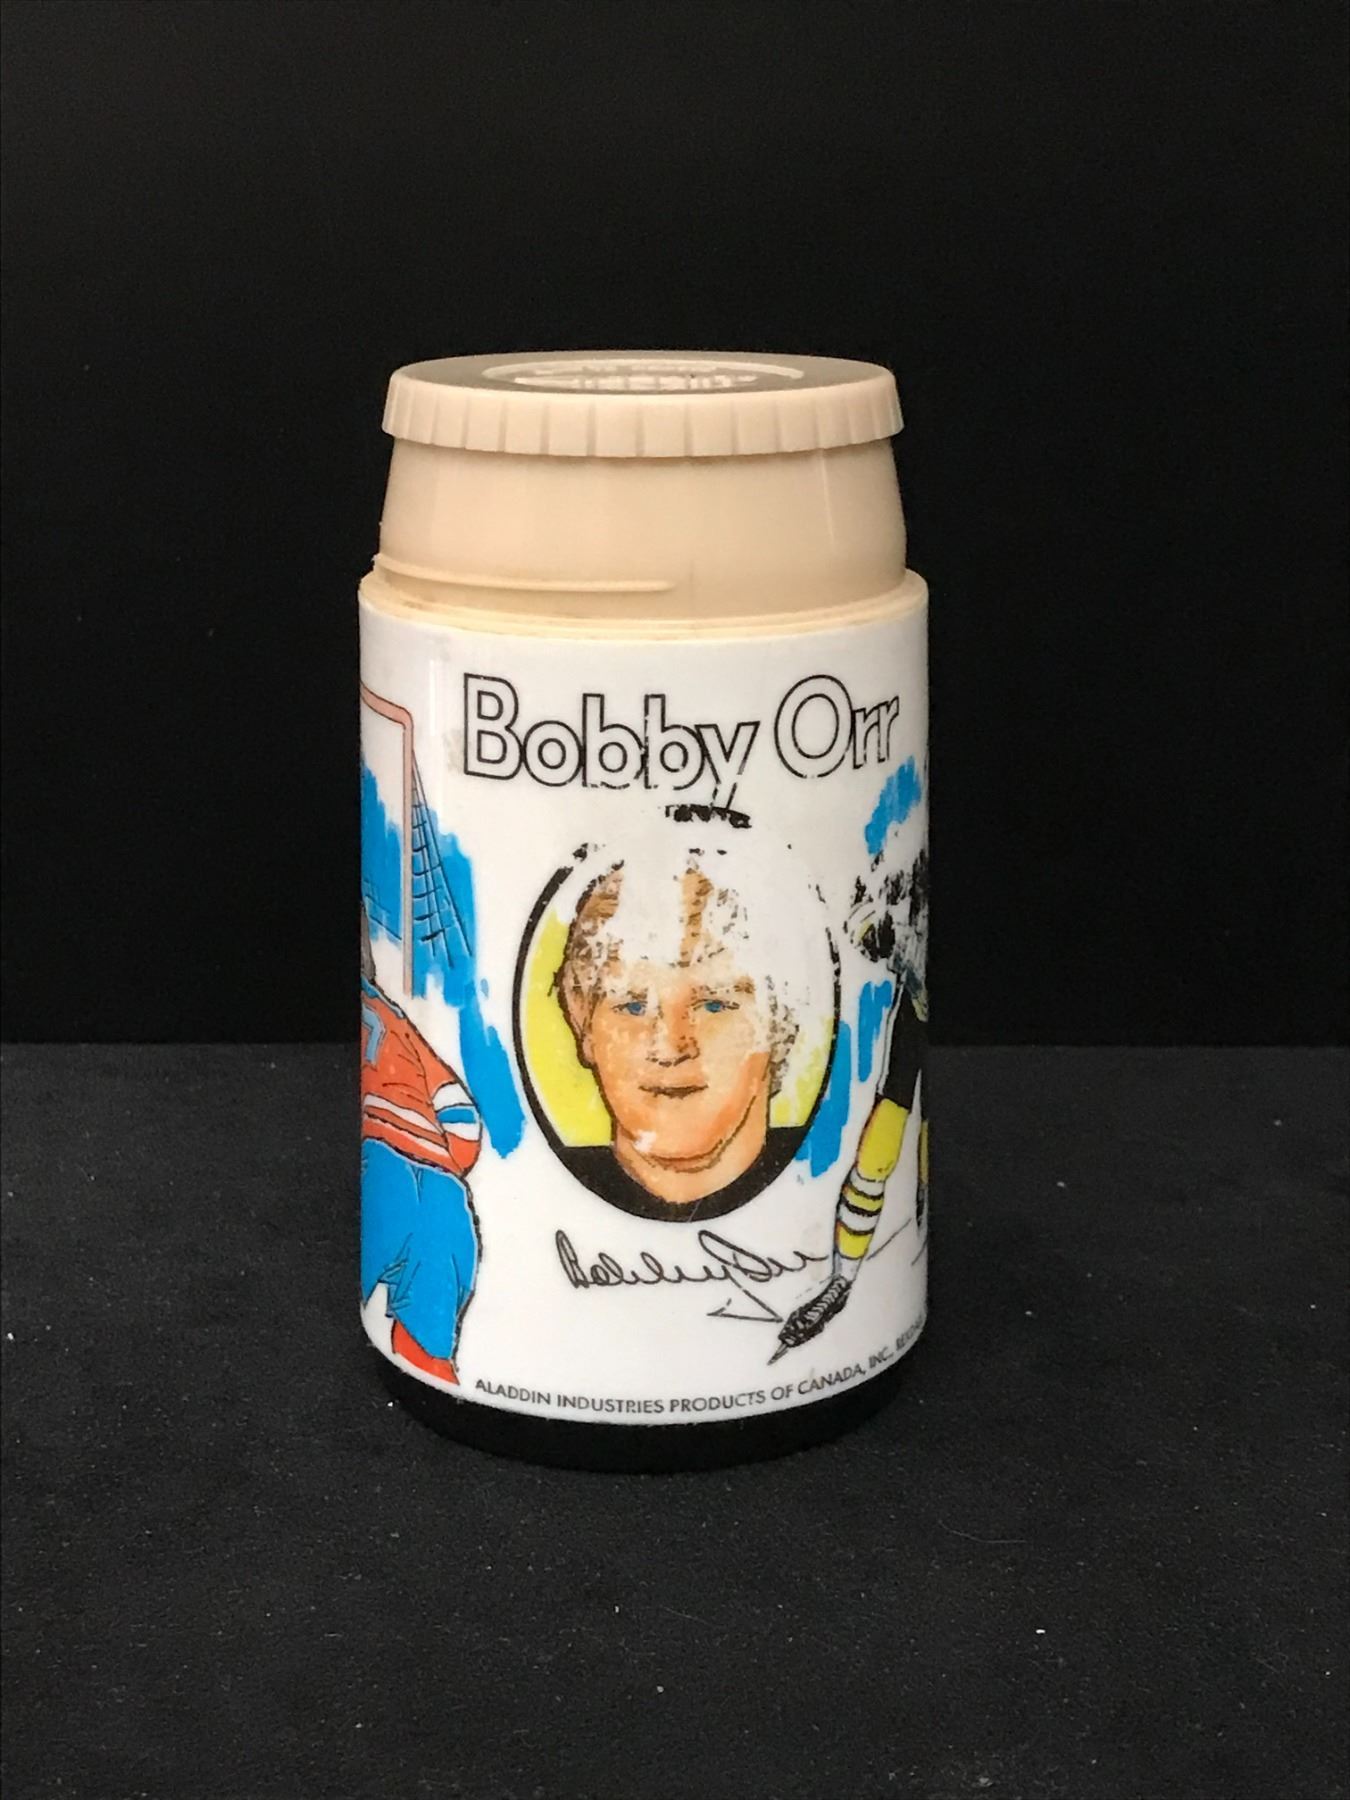 Bobby Orr
ALADDIN INDUSTRIES PRODUCTS OF CANADA, INC.,